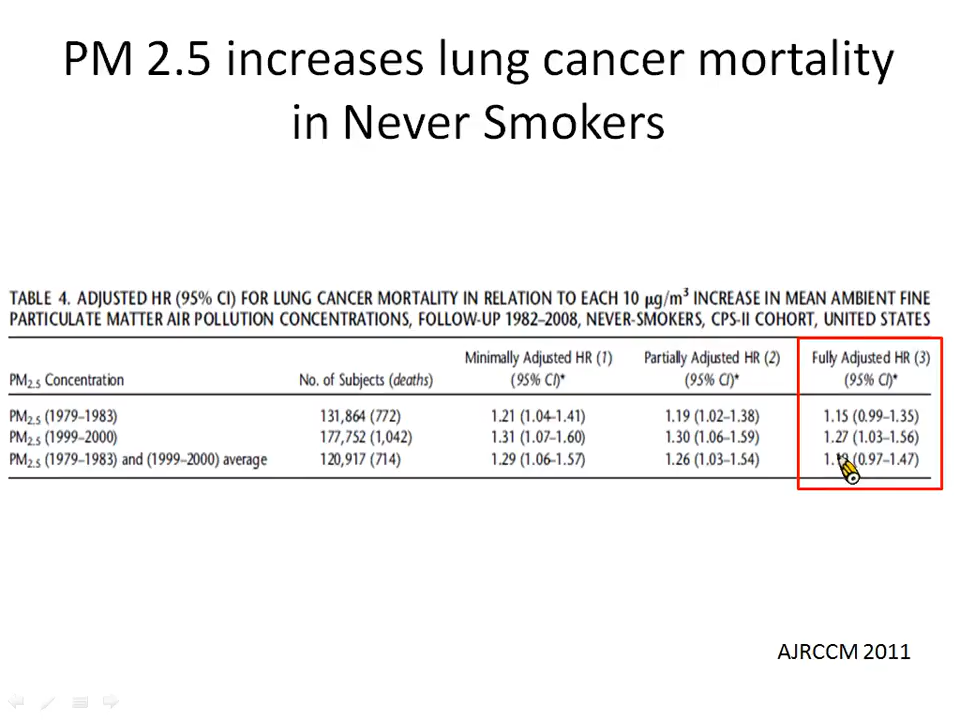 PM 2.5 increases lung cancer mortality
in Never Smokers
TABLE 4. ADJUSTED HR (95% CI) FOR LUNG CANCER MORTALITY IN RELATION TO EACH 10 μg/m³ INCREASE IN MEAN AMBIENT FINE
PARTICULATE MATTER AIR POLLUTION CONCENTRATIONS, FOLLOW-UP 1982–2008, NEVER-SMOKERS, CPS-II COHORT, UNITED STATES
Minimally Adjusted HR (1) Partially Adjusted HR (2) Fully Adjusted HR (3)
PM2.5 Concentration No. of Subjects (deaths) (95% CI)* (95% CI)* (95% CI)*
PM2.5 (1979–1983) 131,864 (772) 1.21 (1.04–1.41) 1.19 (1.02–1.38) 1.15 (0.99–1.35)
PM2.5 (1999–2000) 177,752 (1,042) 1.31 (1.07–1.60) 1.30 (1.06–1.59) 1.27 (1.03–1.56)
PM2.5 (1979–1983) and (1999–2000) average 120,917 (714) 1.29 (1.06–1.57) 1.26 (1.03–1.54) (0.97–1.47)
AJRCCM 2011